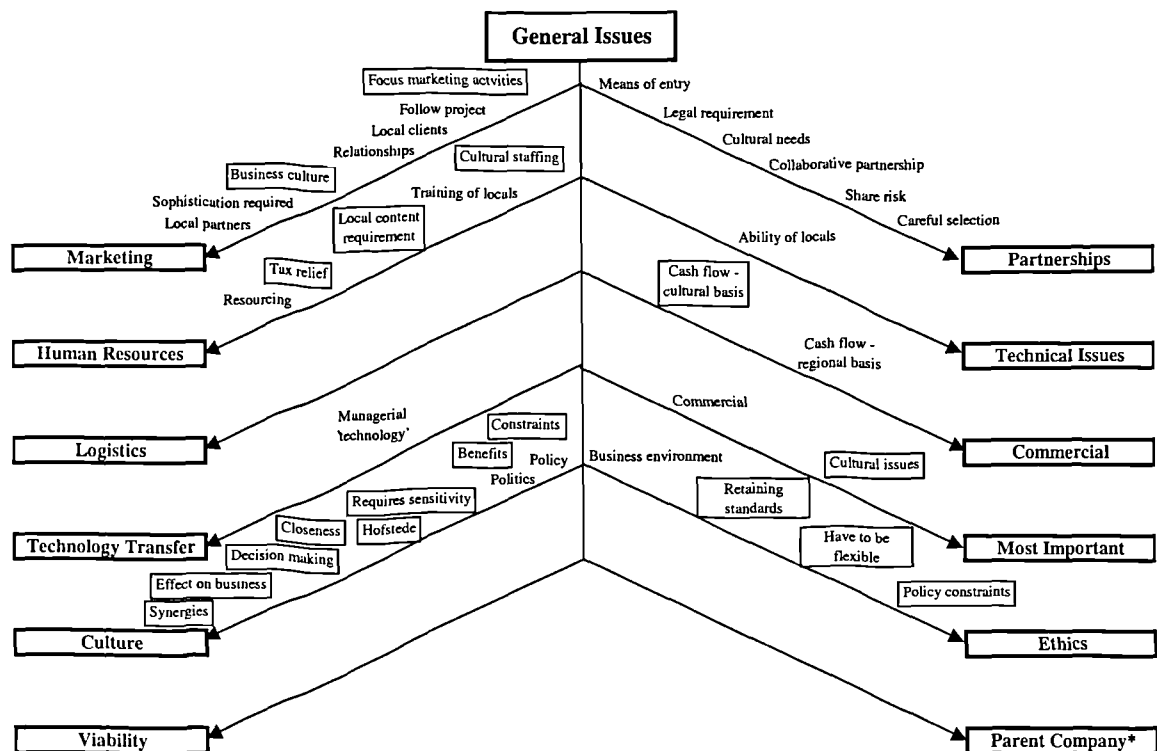 General Issues
Focus marketing actvities
Means of entry
Follow project
Legal requirement
Local clients
Cultural needs
Relationships
Cultural staffing
Collaborative partnership
Business culture
Sophistication required
Training of locals
Share risk
Local partners
Local content
requirement
Careful selection
Marketing
Ability of locals
Partnerships
Tax relief
Cash flow -
cultural basis
Resourcing
Human Resources
Cash flow -
regional basis
Technical Issues
Managerial
'technology'
Commercial
Constraints
Logistics
Benefits
Policy
Business environment
Commercial
Politics
Cultural issues
Requires sensitivity
Retaining
standards
Closeness
Hofstede
Technology Transfer
Decision making
Have to be
flexible
Most Important
Effect on business
Policy constraints
Synergies
Culture
Ethics
Viability
Parent Company*